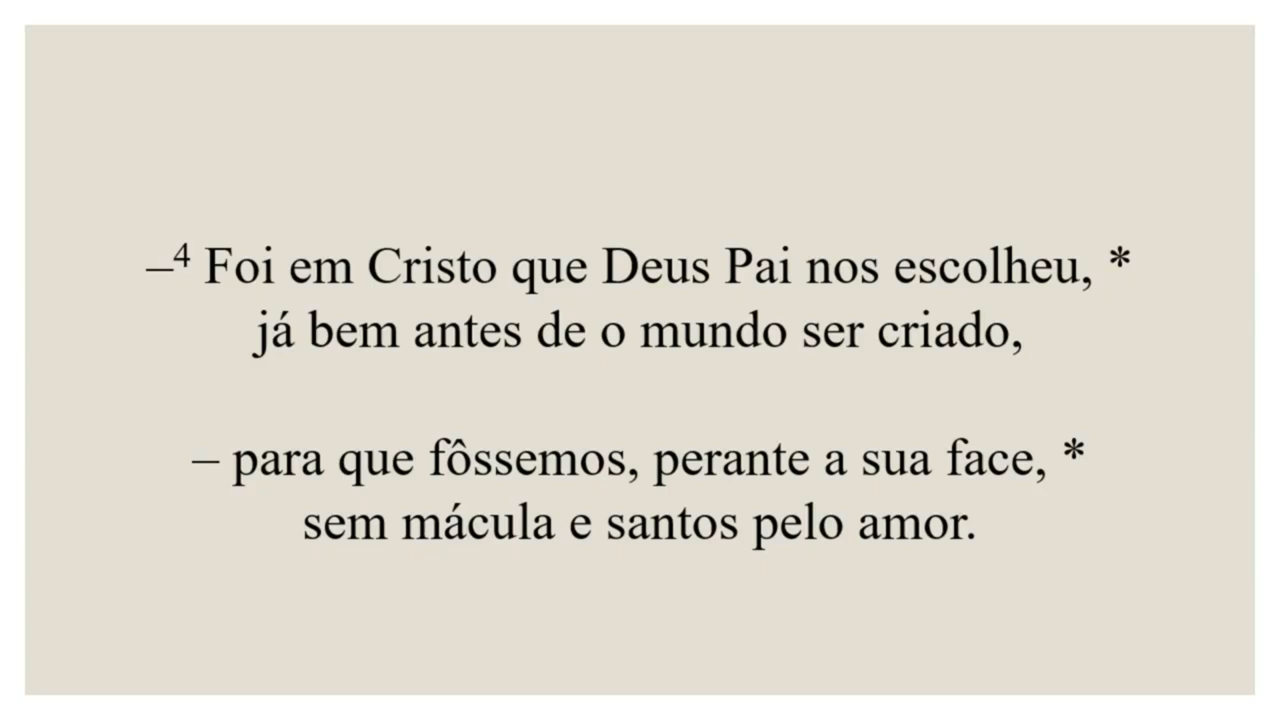 –⁴ Foi em Cristo que Deus Pai nos escolheu, *
já bem antes de o mundo ser criado,
– para que fôssemos, perante a sua face, *
sem mácula e santos pelo amor.